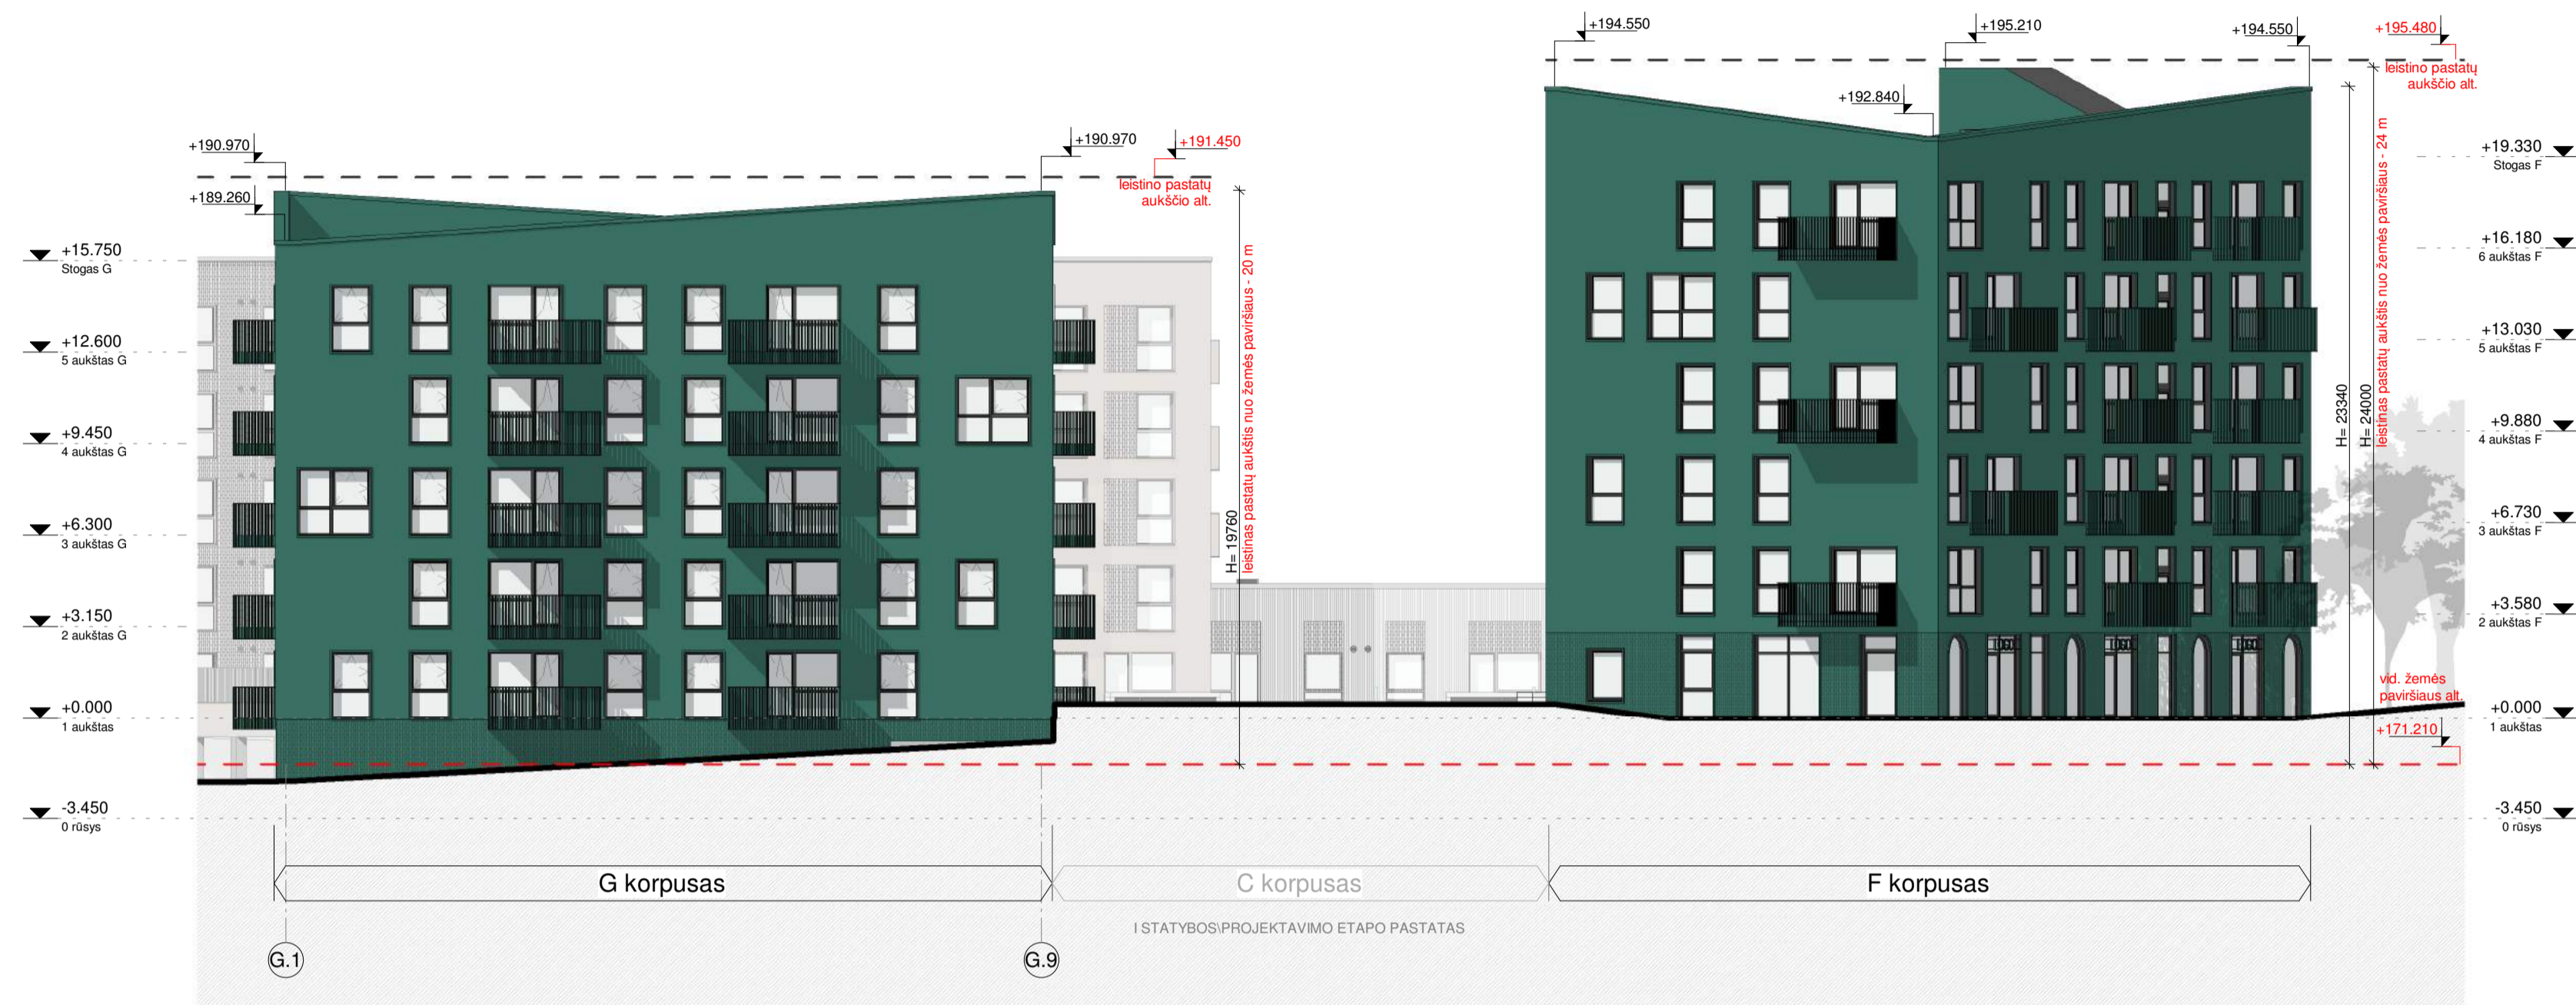 +194.550
+195.210
+194.550
+195.480
leistino pastatų
aukščio alt.
+192.840
+190.970
+190.970
+191.450
leistino pastatų
aukščio alt.
+189.260
+15.750
Stogas G
+12.600
5 aukštas G
+9.450
4 aukštas G
+6.300
3 aukštas G
+3.150
2 aukštas G
+0.000
1 aukštas
-3.450
0 rūsys
H= 19760
leistinas pastatų aukštis nuo žemės paviršiaus - 20 m
H= 23340
H= 24000
leistinas pastatų aukštis nuo žemės paviršiaus - 24 m
+19.330
Stogas F
+16.180
6 aukštas F
+13.030
5 aukštas F
+9.880
4 aukštas F
+6.730
3 aukštas F
+3.580
2 aukštas F
vid. žemės
paviršiaus alt.
+0.000
1 aukštas
+171.210
-3.450
0 rūsys
G korpusas
C korpusas
F korpusas
I STATYBOS\PROJEKTAVIMO ETAPO PASTATAS
G.1
G.9